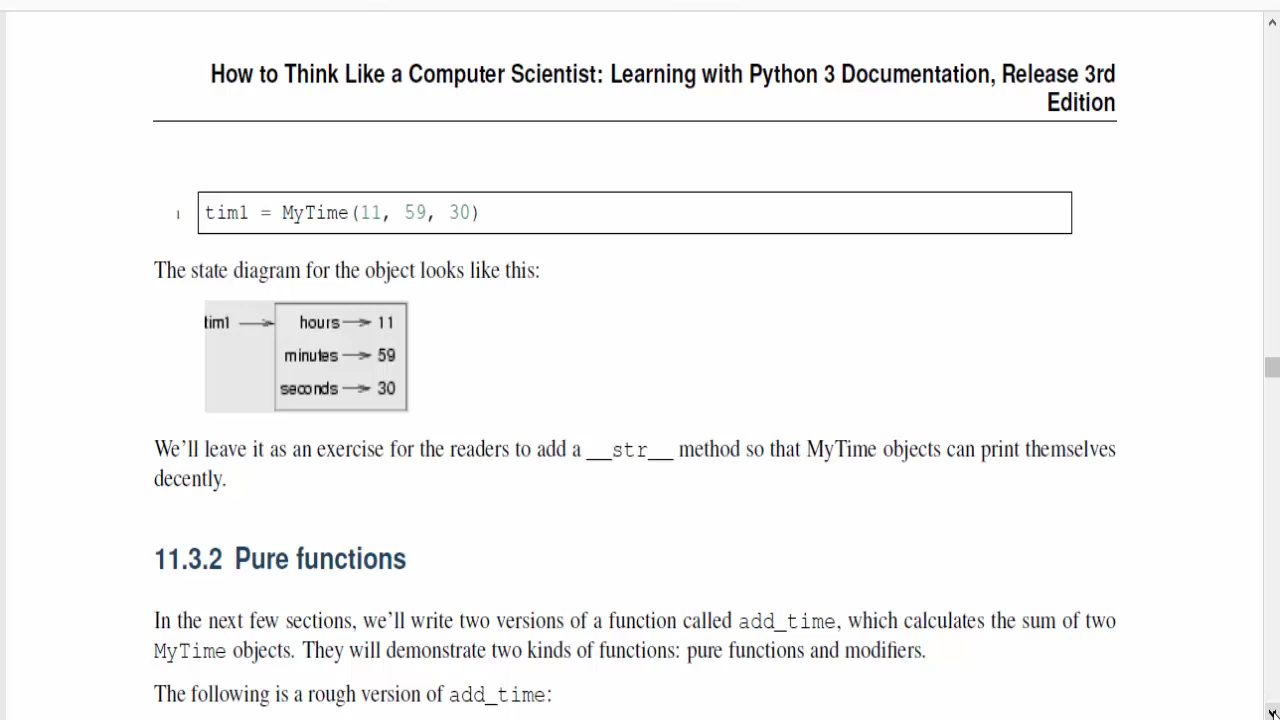 How to Think Like a Computer Scientist: Learning with Python 3 Documentation, Release 3rd
Edition
1 tim1 = MyTime(11, 59, 30)
The state diagram for the object looks like this:
tim1 hours 11
minutes 59
seconds 30
We'll leave it as an exercise for the readers to add a __str__ method so that MyTime objects can print themselves
decently.
11.3.2 Pure functions
In the next few sections, we'll write two versions of a function called add_time, which calculates the sum of two
MyTime objects. They will demonstrate two kinds of functions: pure functions and modifiers.
The following is a rough version of add_time: